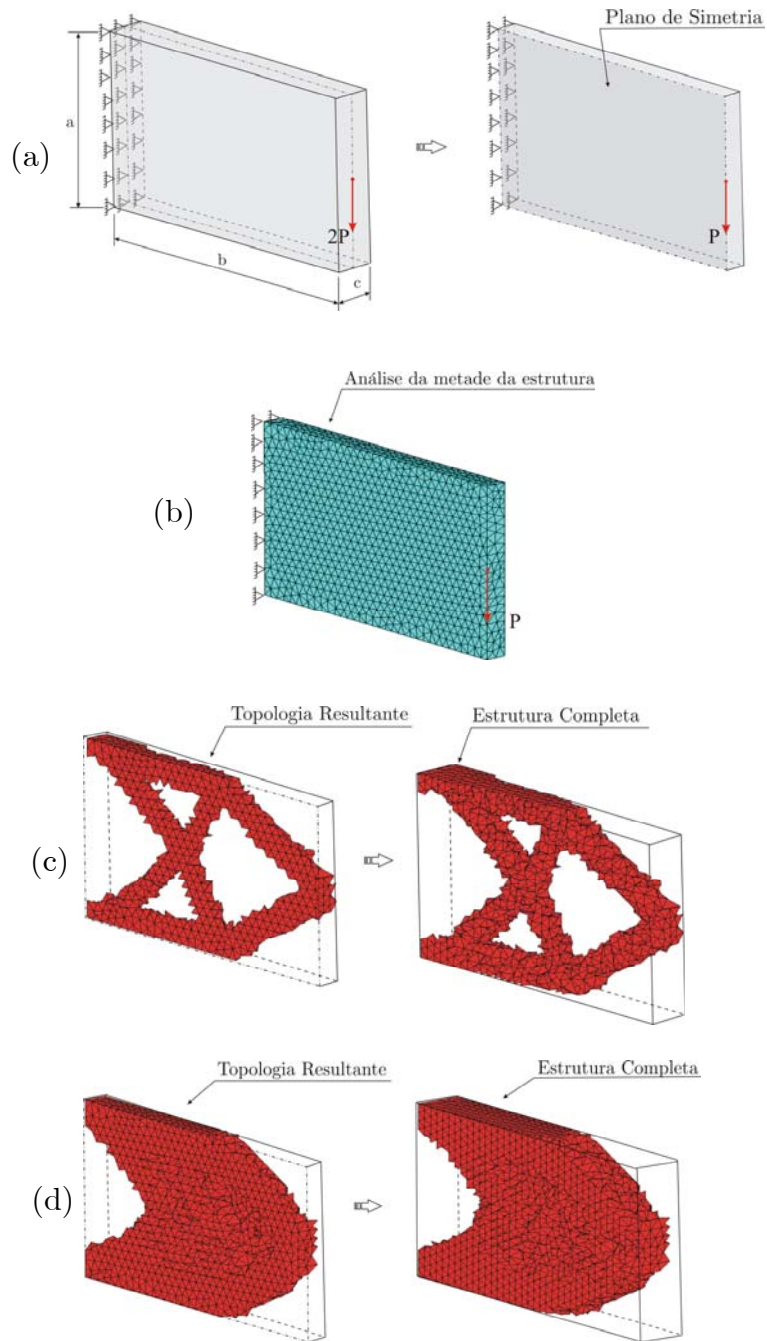 Plano de Simetria
(a)
a
2P
P
b
c
Análise da metade da estrutura
(b)
P
Topologia Resultante
Estrutura Completa
(c)
Topologia Resultante
Estrutura Completa
(d)